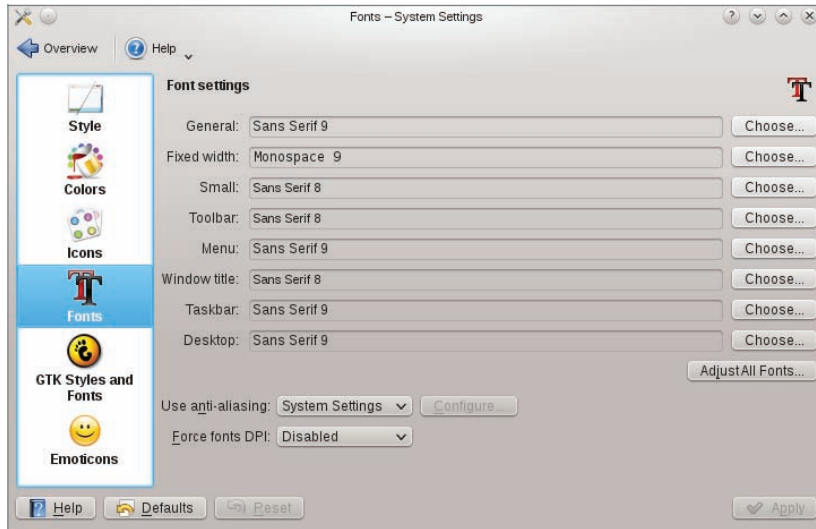 Fonts – System Settings
Overview
Help
Style
Colors
Icons
Fonts
GTK Styles and
Fonts
Emoticons
Font settings
General: Sans Serif 9 Choose...
Fixed width: Monospace 9 Choose...
Small: Sans Serif 8 Choose...
Toolbar: Sans Serif 8 Choose...
Menu: Sans Serif 9 Choose...
Window title: Sans Serif 8 Choose...
Taskbar: Sans Serif 9 Choose...
Desktop: Sans Serif 9 Choose...
Adjust All Fonts...
Use anti-aliasing: System Settings Configure...
Force fonts DPI: Disabled
Help Defaults Reset Apply